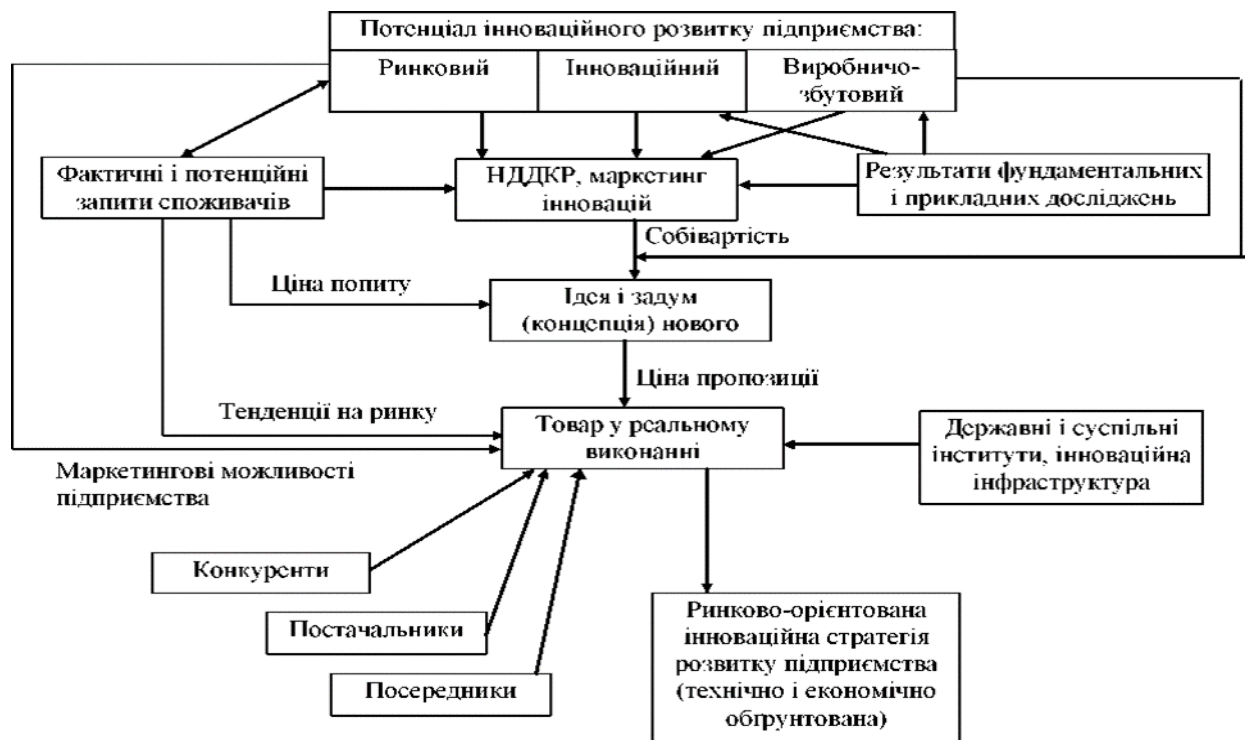 Потенціал інноваційного розвитку підприємства:
Ринковий
Інноваційний
Виробничо-
збутовий
Фактичні і потенційні
запити споживачів
НДДКР, маркетинг
інновацій
Результати фундаментальних
і прикладних досліджень
Собівартість
Ціна попиту
Ідея і задум
(концепція) нового
Ціна пропозиції
Тенденції на ринку
Товар у реальному
виконанні
Державні і суспільні
інститути, інноваційна
інфраструктура
Маркетингові можливості
підприємства
Конкуренти
Постачальники
Посередники
Ринково-орієнтована
інноваційна стратегія
розвитку підприємства
(технічно і економічно
обґрунтована)